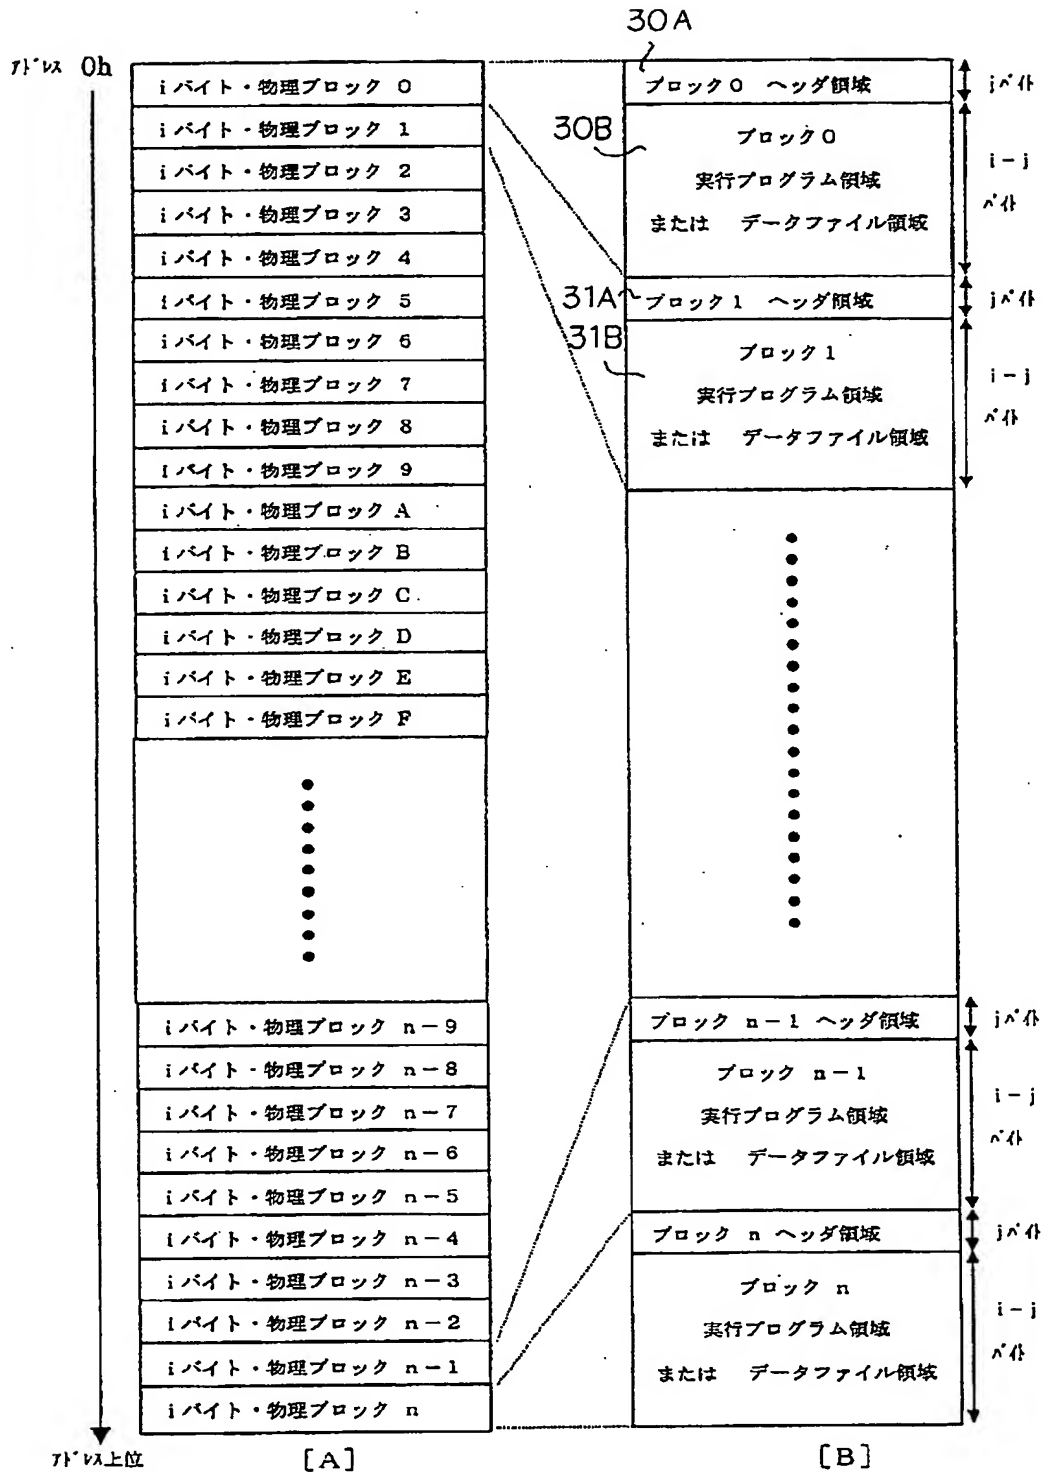 30A
アドレス 0h
iバイト・物理ブロック 0
iバイト・物理ブロック 1
iバイト・物理ブロック 2
iバイト・物理ブロック 3
iバイト・物理ブロック 4
iバイト・物理ブロック 5
iバイト・物理ブロック 6
iバイト・物理ブロック 7
iバイト・物理ブロック 8
iバイト・物理ブロック 9
iバイト・物理ブロック A
iバイト・物理ブロック B
iバイト・物理ブロック C
iバイト・物理ブロック D
iバイト・物理ブロック E
iバイト・物理ブロック F
iバイト・物理ブロック n-9
iバイト・物理ブロック n-8
iバイト・物理ブロック n-7
iバイト・物理ブロック n-6
iバイト・物理ブロック n-5
iバイト・物理ブロック n-4
iバイト・物理ブロック n-3
iバイト・物理ブロック n-2
iバイト・物理ブロック n-1
iバイト・物理ブロック n
アドレス上位
[A]
ブロック0 ヘッダ領域
jバイト
30B
ブロック0
実行プログラム領域
または データファイル領域
i-j
バイト
31A
ブロック1 ヘッダ領域
jバイト
31B
ブロック1
実行プログラム領域
または データファイル領域
i-j
バイト
ブロック n-1 ヘッダ領域
jバイト
ブロック n-1
実行プログラム領域
または データファイル領域
i-j
バイト
ブロック n ヘッダ領域
jバイト
ブロック n
実行プログラム領域
または データファイル領域
i-j
バイト
[B]